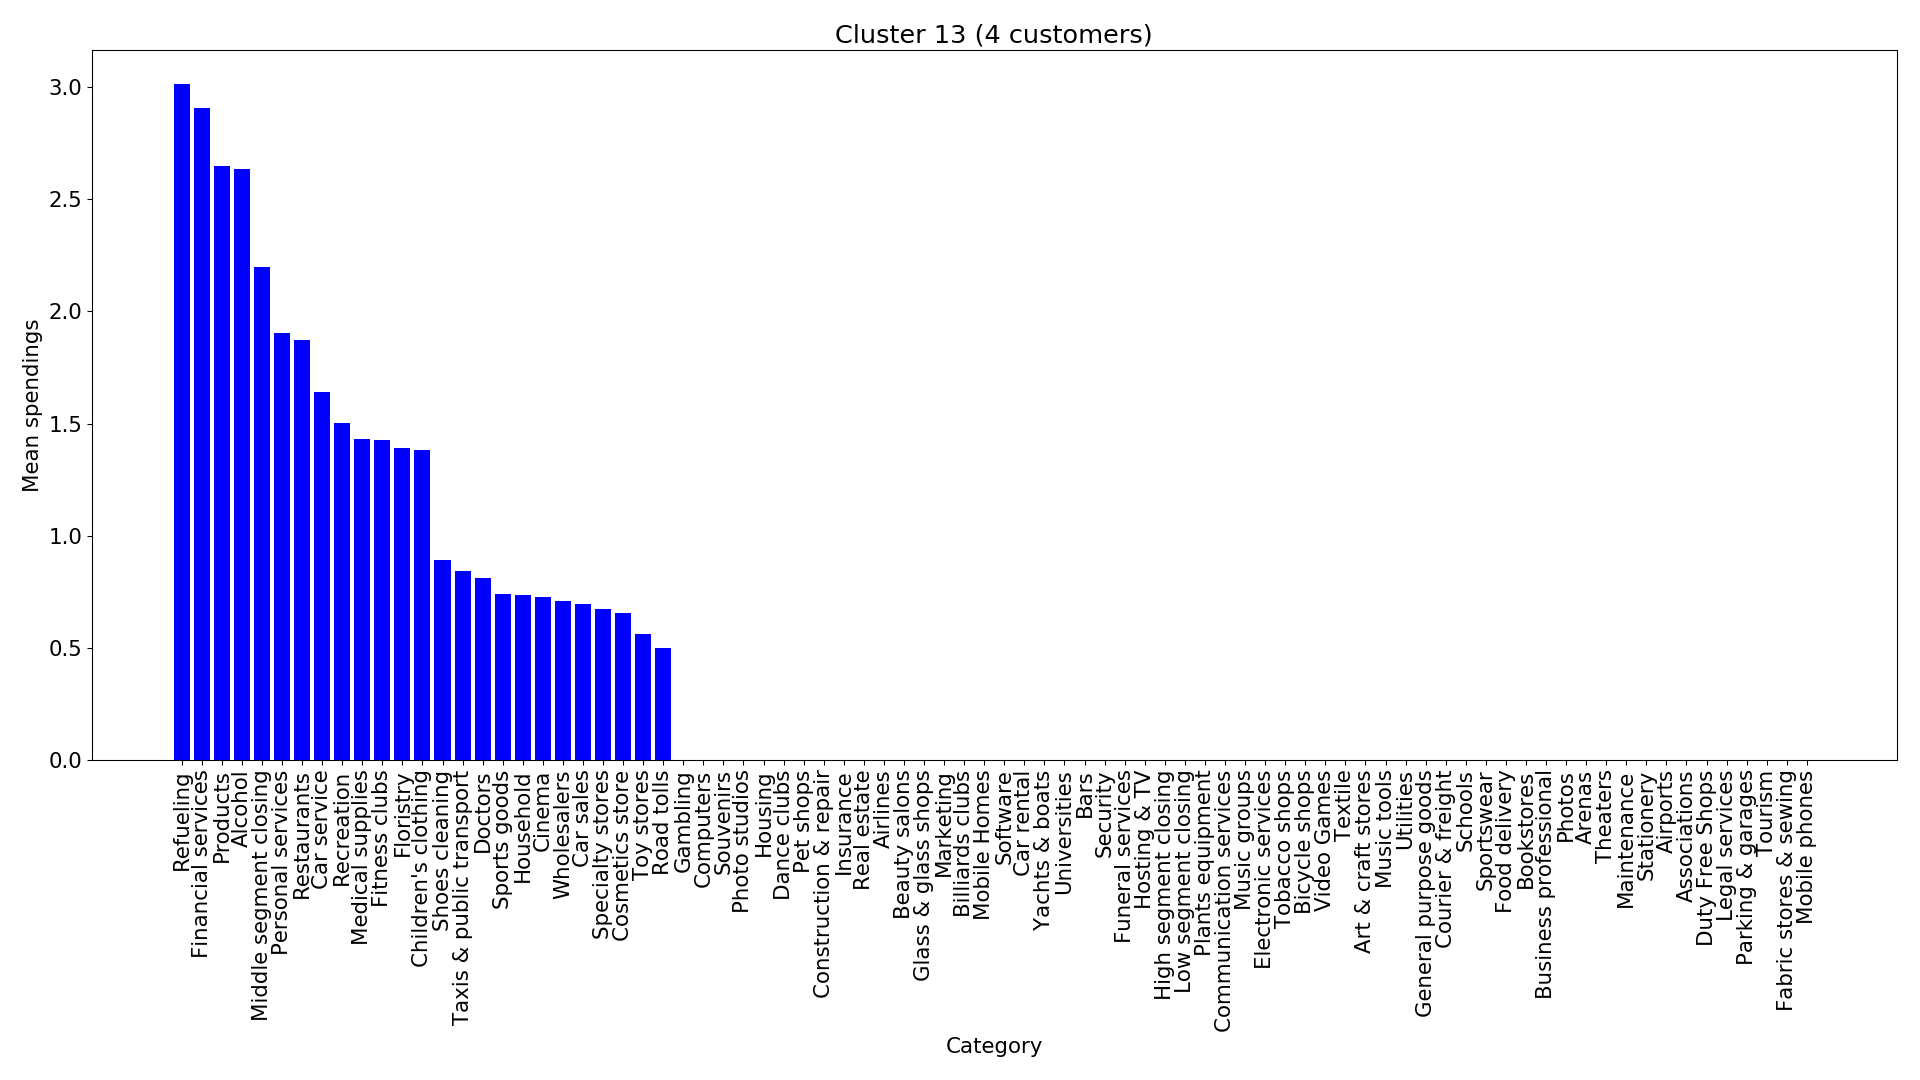 Cluster 13 (4 customers)
Mean spendings
3.0
2.5
2.0
1.5
1.0
0.5
0.0
Refueling
Financial services
Products
Alcohol
Middle segment closing
Personal services
Restaurants
Car service
Recreation
Medical supplies
Fitness clubs
Floristry
Children's clothing
Shoes cleaning
Taxis & public transport
Doctors
Sports goods
Household
Cinema
Wholesalers
Car sales
Specialty stores
Cosmetics store
Toy stores
Road tolls
Gambling
Computers
Souvenirs
Photo studios
Housing
Dance clubs
Pet shops
Construction & repair
Insurance
Real estate
Airlines
Beauty salons
Glass & glass shops
Marketing
Billiards clubs
Mobile Homes
Software
Car rental
Yachts & boats
Universities
Bars
Security
Funeral services
Hosting & TV
High segment closing
Low segment closing
Plants equipment
Communication services
Music groups
Electronic services
Tobacco shops
Bicycle shops
Video Games
Textile
Art & craft stores
Music tools
Utilities
General purpose goods
Courier & freight
Schools
Sportswear
Food delivery
Bookstores
Business professional
Photos
Arenas
Theaters
Maintenance
Stationery
Airports
Associations
Duty Free Shops
Legal services
Parking & garages
Tourism
Fabric stores & sewing
Mobile phones
Category